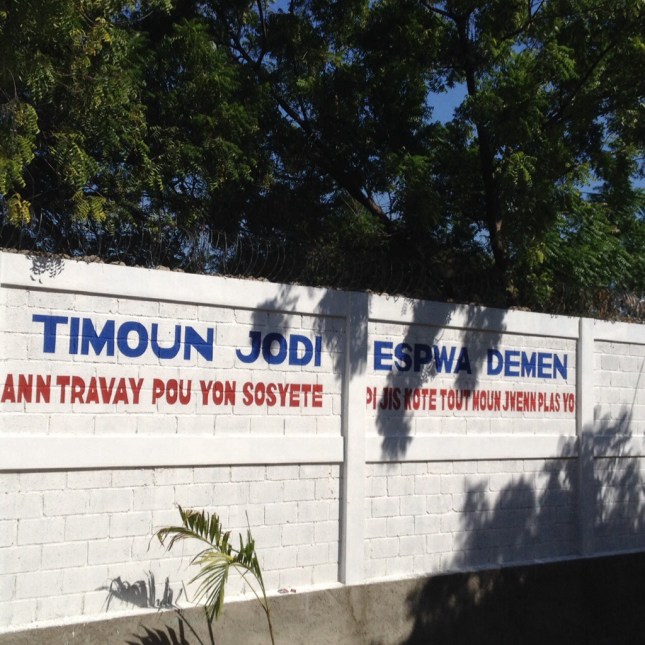 TIMOUN JODI ESPWA DEMEN
ANN TRAVAY POU YON SOSYETE PI JIS KOTE TOUT MOUN JWENN PLAS YO